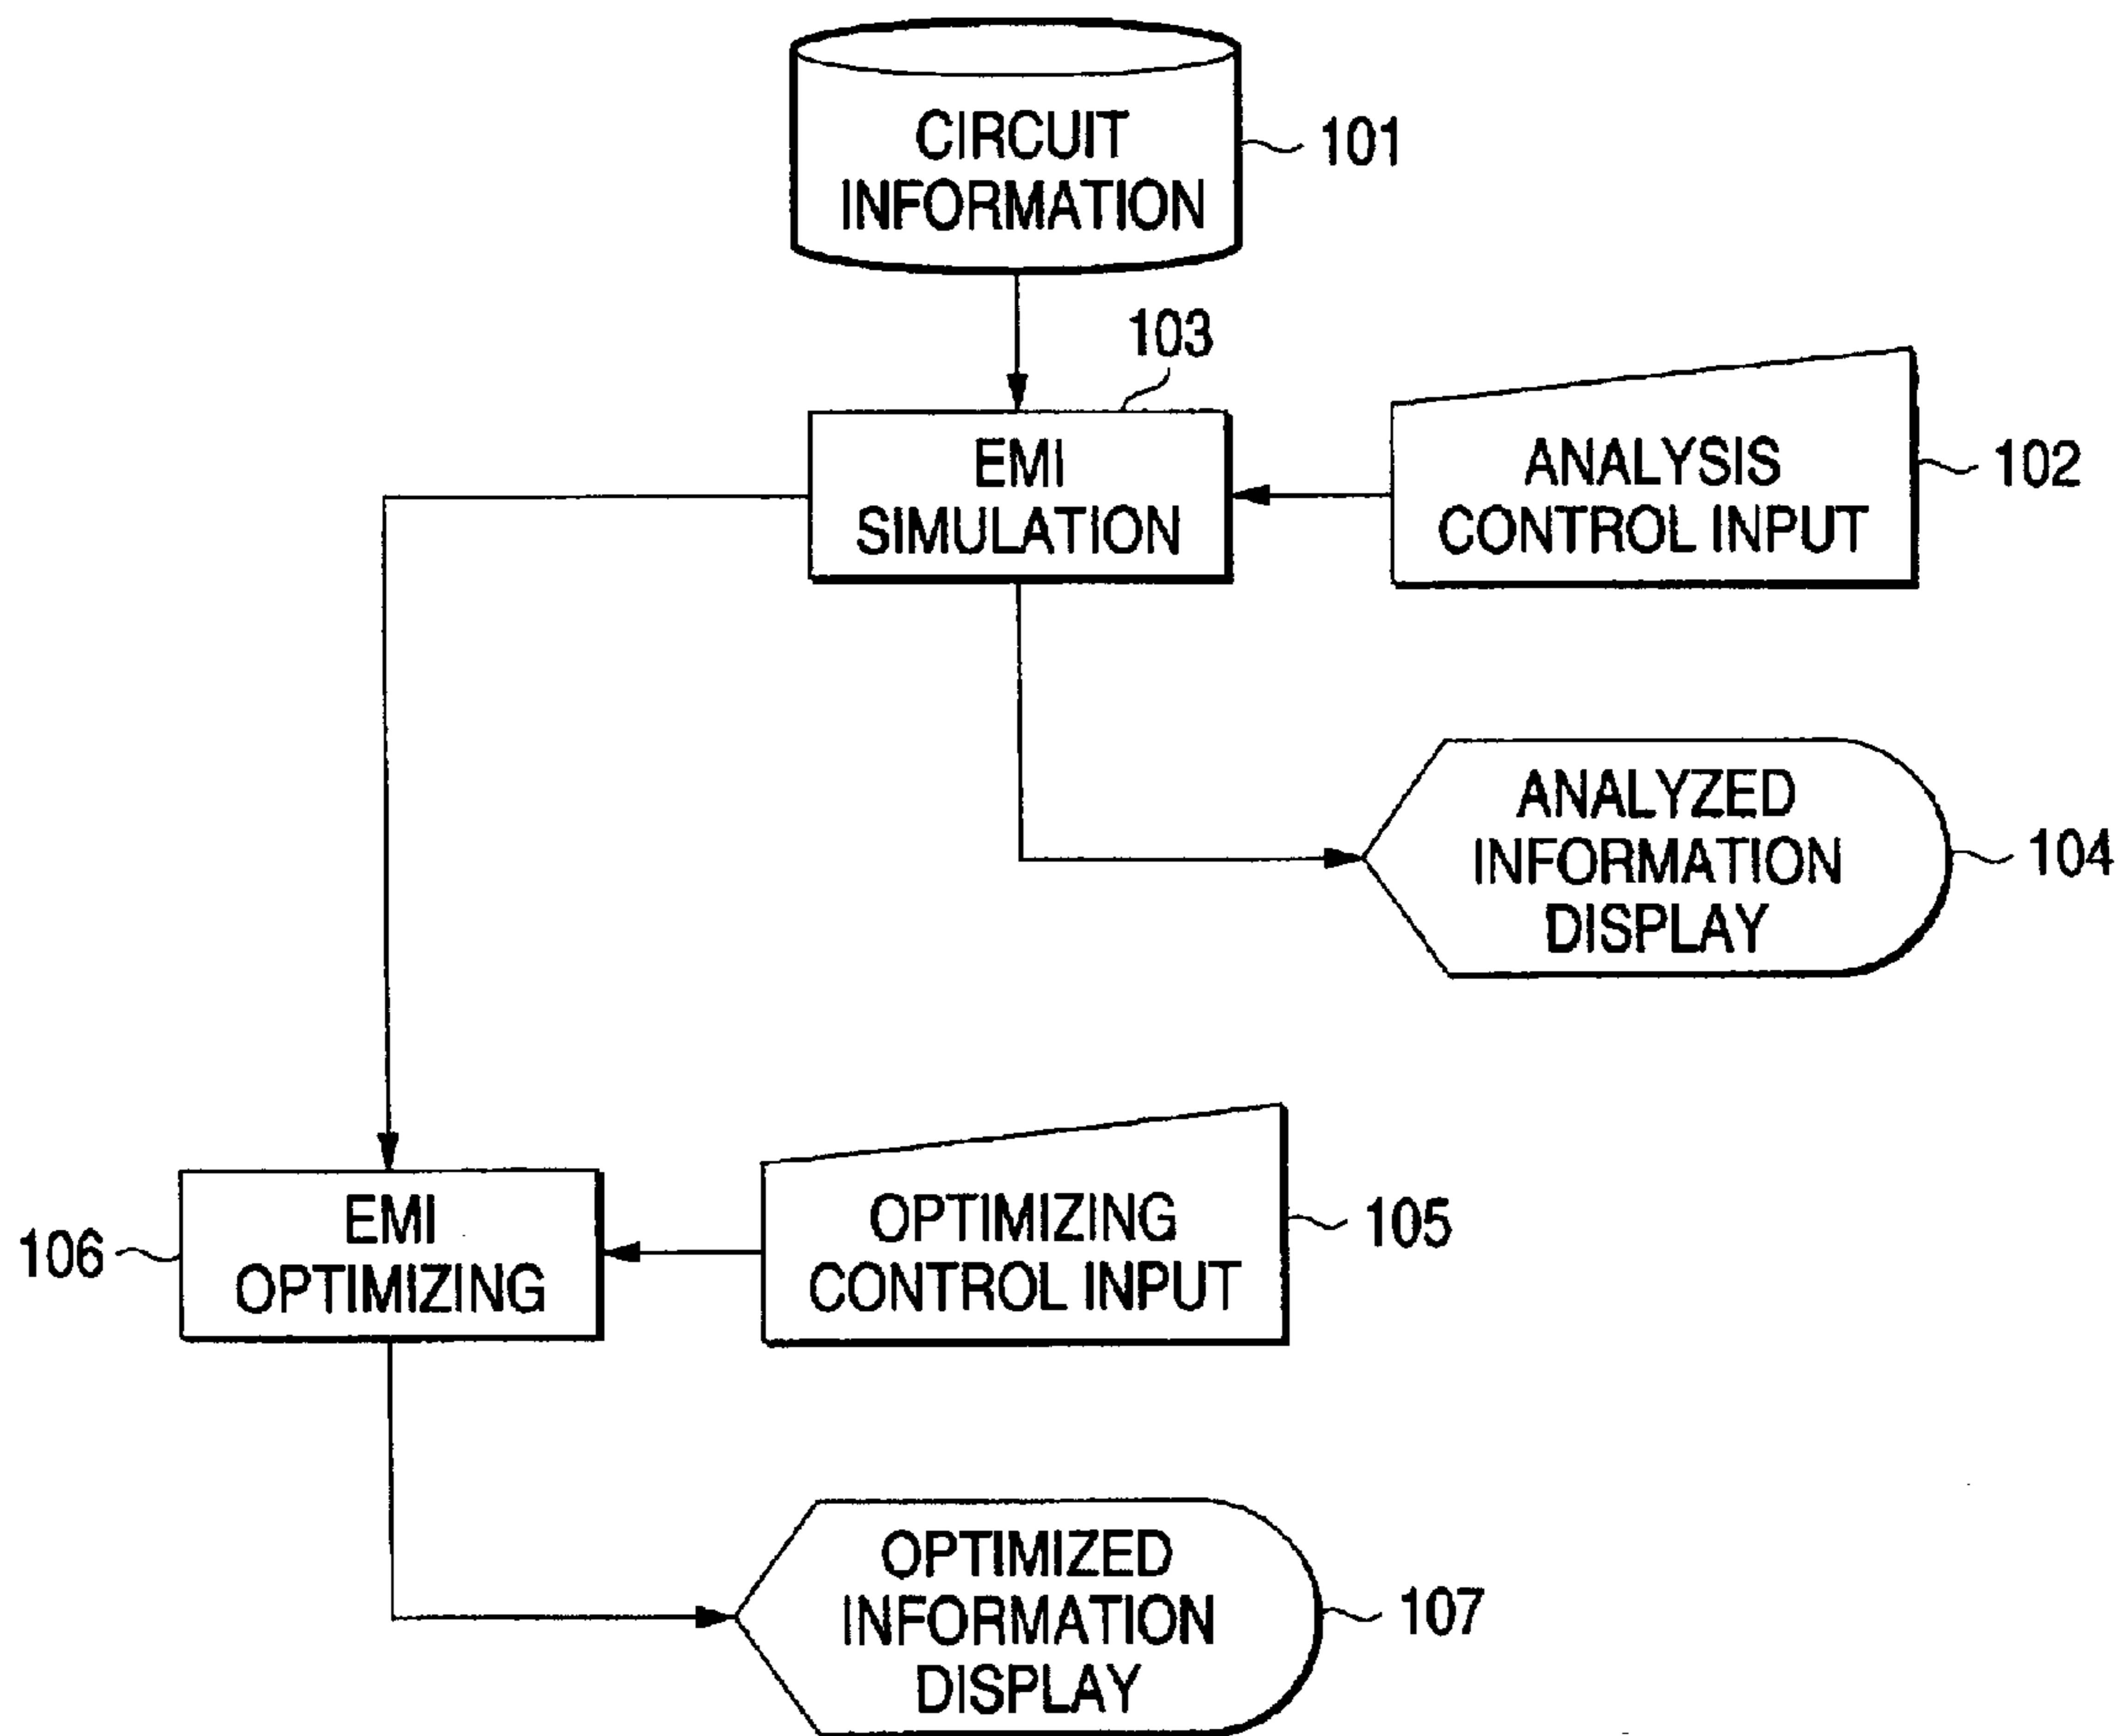 CIRCUIT
INFORMATION
101
103
EMI
SIMULATION
ANALYSIS
CONTROL INPUT
102
ANALYZED
INFORMATION
DISPLAY
104
106
EMI
OPTIMIZING
OPTIMIZING
CONTROL INPUT
105
OPTIMIZED
INFORMATION
DISPLAY
107